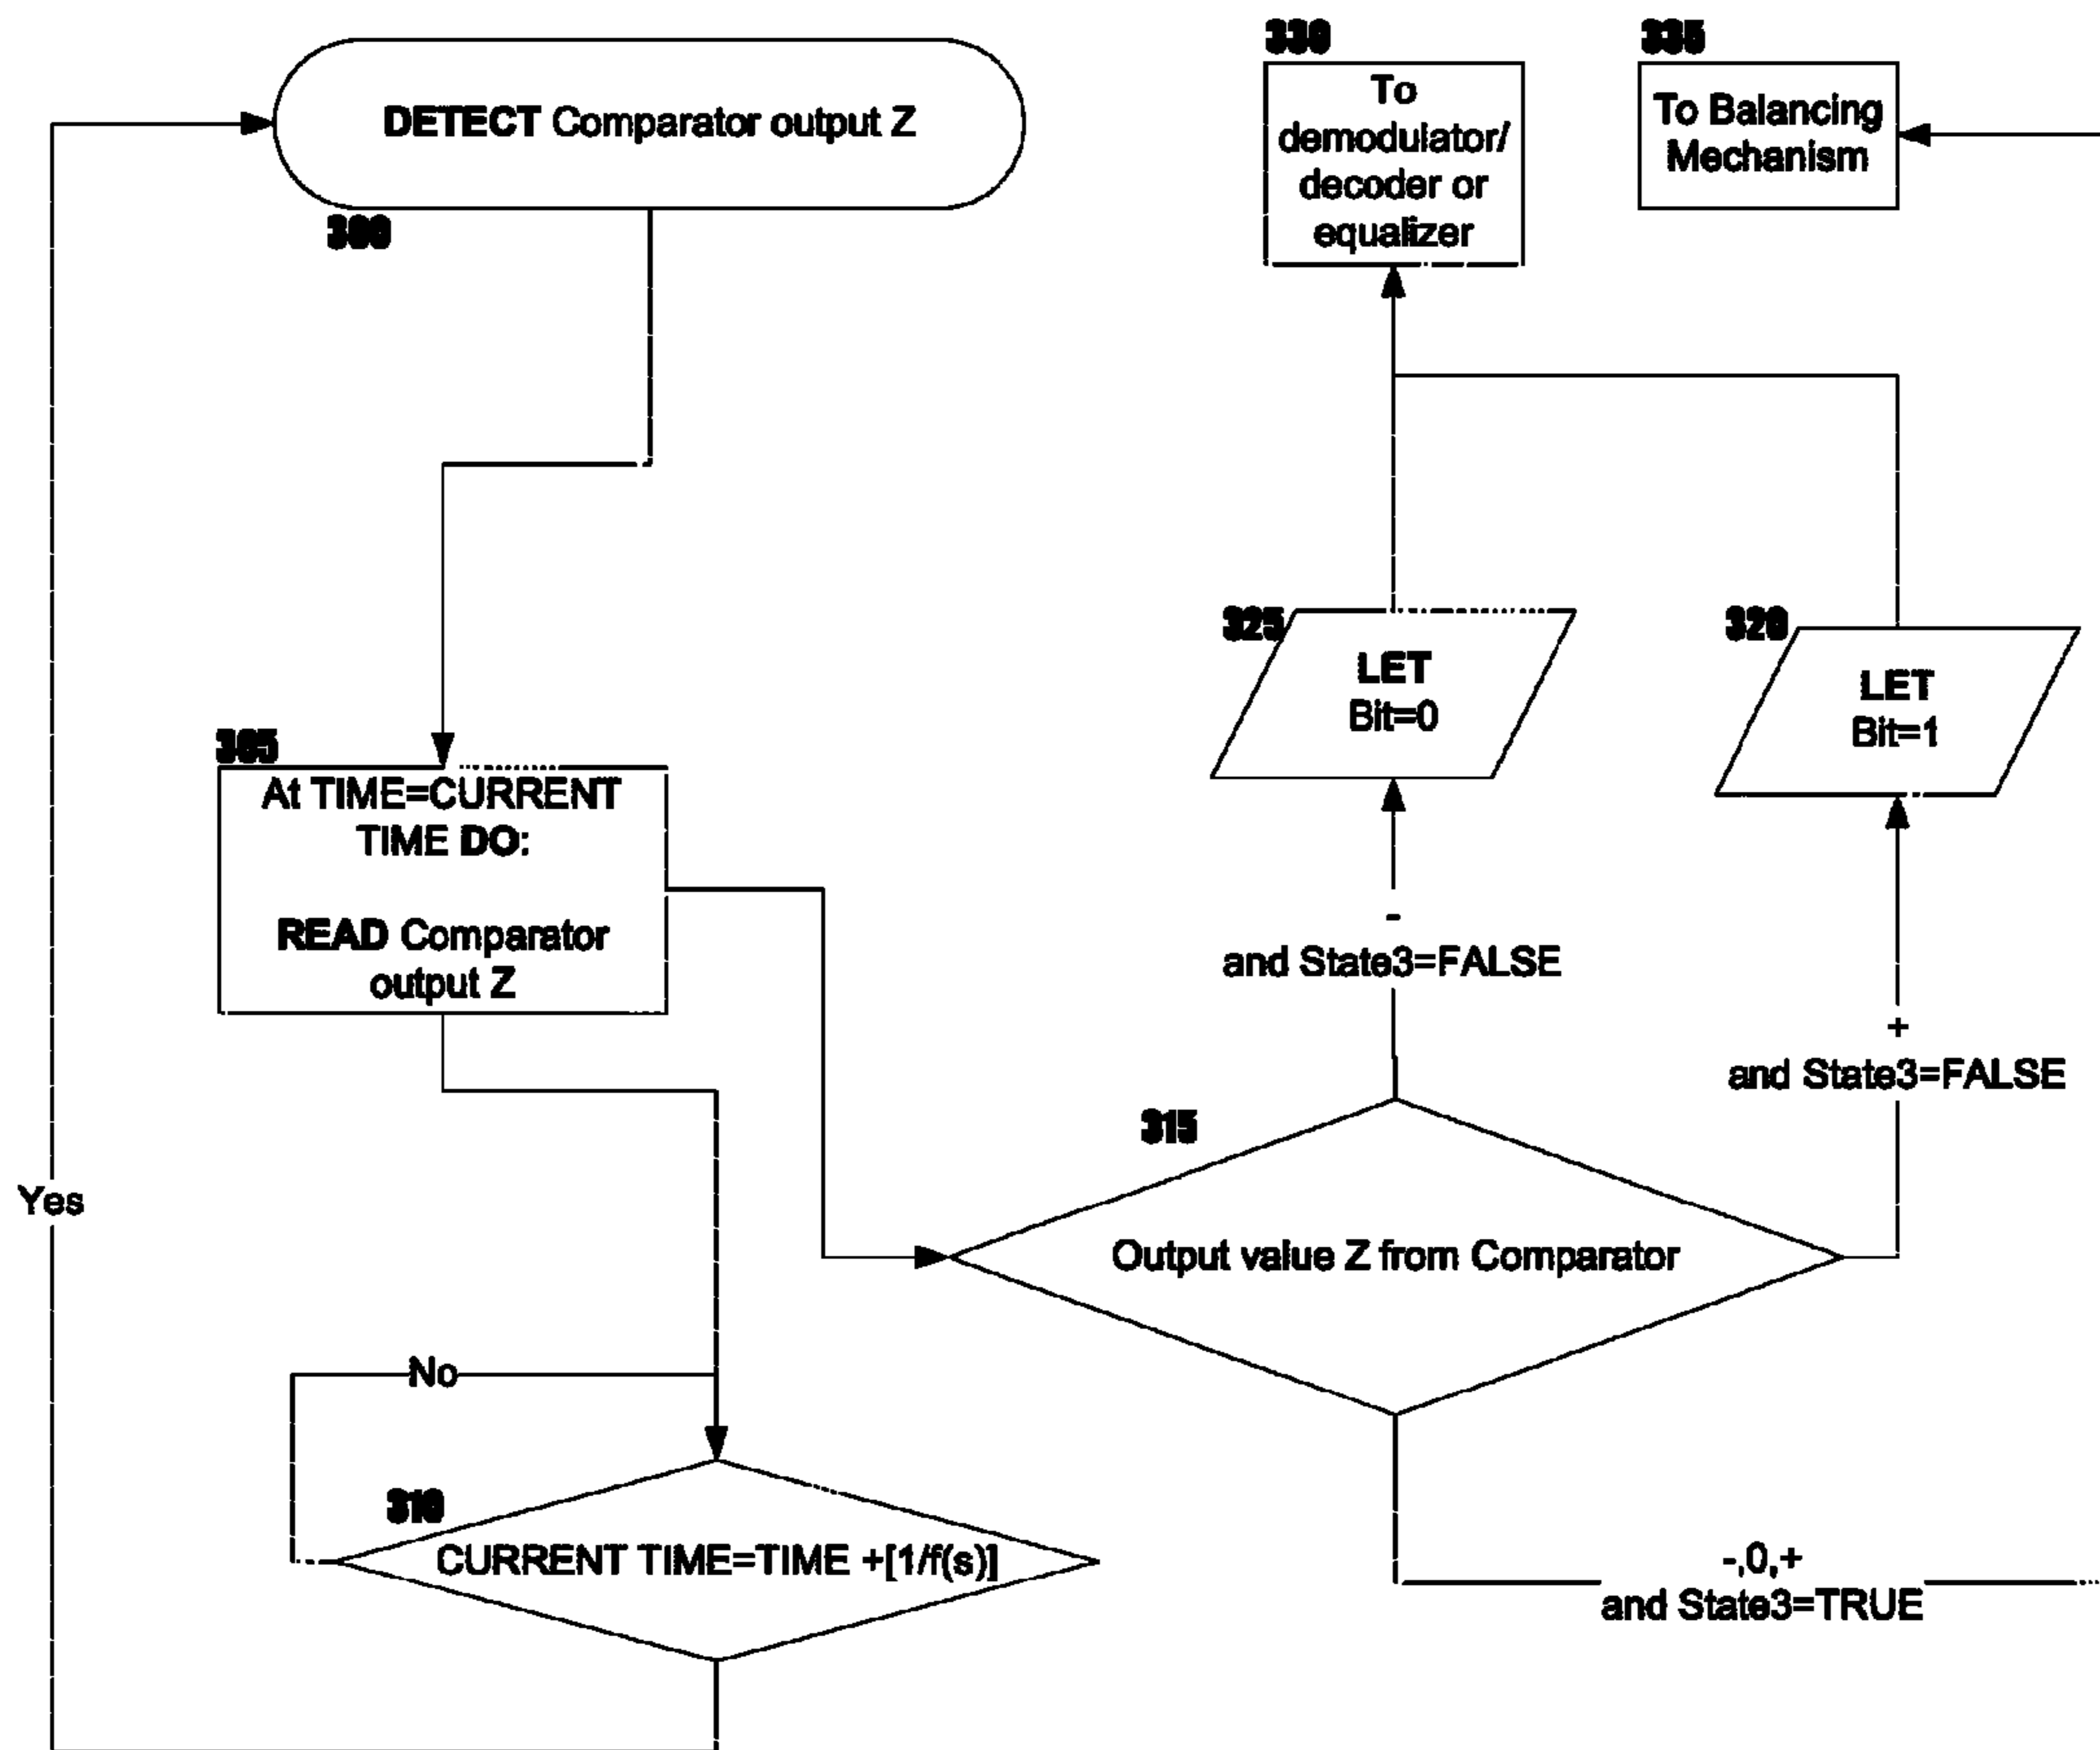 330
335
To
demodulator/
decoder or
equalizer
To Balancing
Mechanism
DETECT Comparator output Z
300
325
LET
Bit=0
320
LET
Bit=1
305
At TIME=CURRENT
TIME DO:
READ Comparator
output Z
-
and State3=FALSE
+
and State3=FALSE
315
Output value Z from Comparator
Yes
No
310
CURRENT TIME=TIME +[1/f(s)]
-,0,+
and State3=TRUE